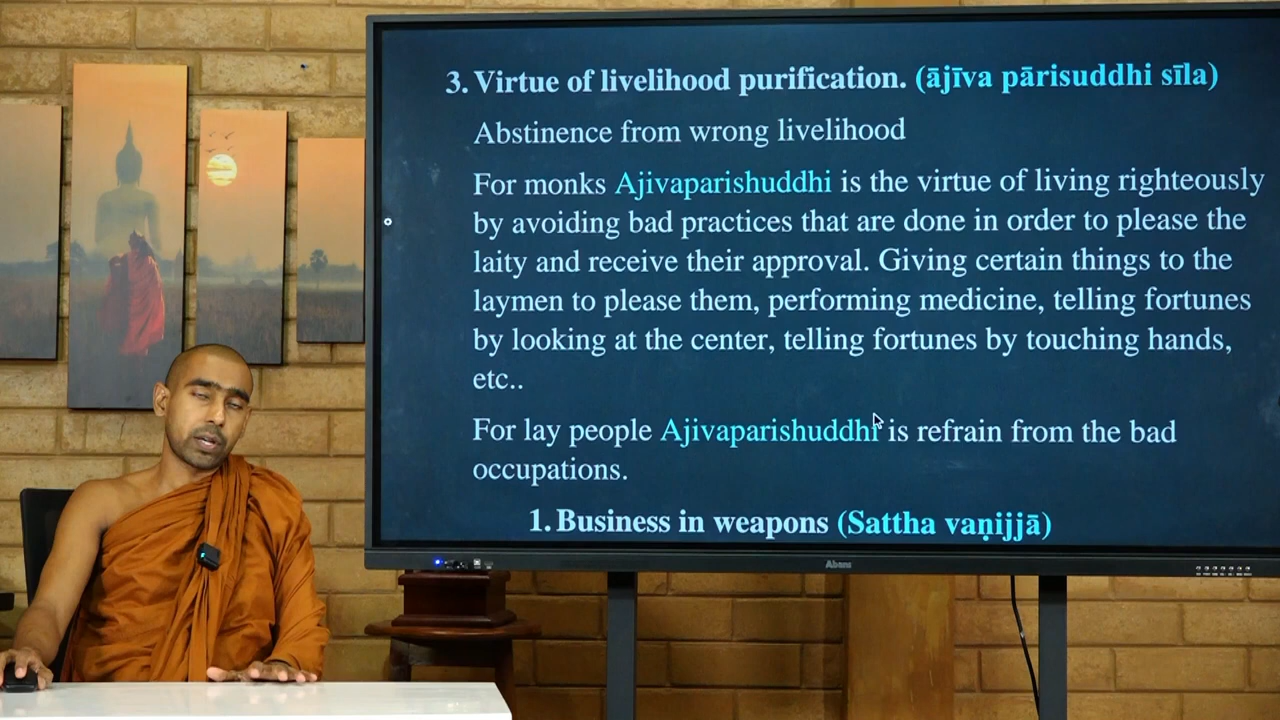 3. Virtue of livelihood purification. (ājīva pārisuddhi sīla)
Abstinence from wrong livelihood
For monks Ajivaparishuddhi is the virtue of living righteously
by avoiding bad practices that are done in order to please the
laity and receive their approval. Giving certain things to the
laymen to please them, performing medicine, telling fortunes
by looking at the center, telling fortunes by touching hands,
etc..
For lay people Ajivaparishuddhi is refrain from the bad
occupations.
1. Business in weapons (Sattha vaṇijjā)
Abans